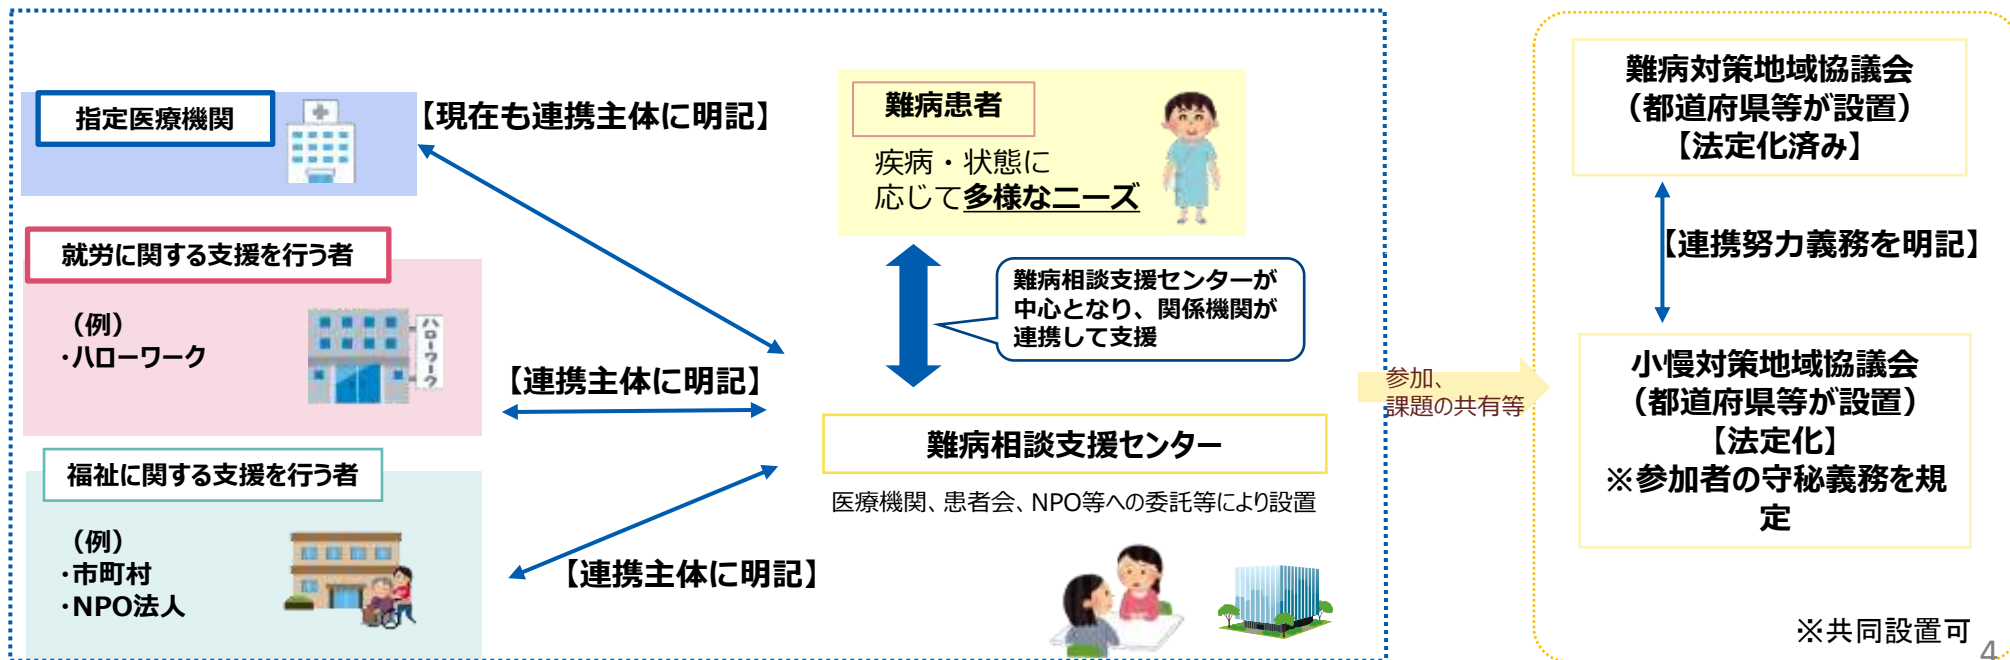 指定医療機関
【現在も連携主体に明記】
就労に関する支援を行う者
（例）
・ハローワーク
ハローワーク
【連携主体に明記】
福祉に関する支援を行う者
（例）
・市町村
・NPO法人
【連携主体に明記】
難病患者
疾病・状態に
応じて多様なニーズ
難病相談支援センターが
中心となり、関係機関が
連携して支援
難病相談支援センター
医療機関、患者会、NPO等への委託等により設置
参加、
課題の共有等
難病対策地域協議会
（都道府県等が設置）
【法定化済み】
【連携努力義務を明記】
小慢対策地域協議会
（都道府県等が設置）
【法定化】
※参加者の守秘義務を規
定
※共同設置可
4